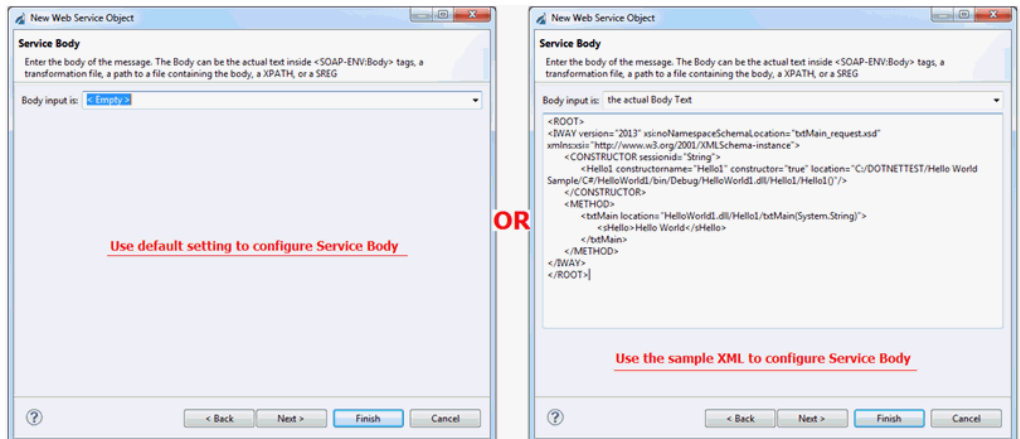 New Web Service Object
Service Body
Enter the body of the message. The Body can be the actual text inside <SOAP-ENV:Body> tags, a
transformation file, a path to a file containing the body, a XPATH, or a SREG
Body input is: < Empty >
Use default setting to configure Service Body
< Back Next > Finish Cancel
OR
New Web Service Object
Service Body
Enter the body of the message. The Body can be the actual text inside <SOAP-ENV:Body> tags, a
transformation file, a path to a file containing the body, a XPATH, or a SREG
Body input is: the actual Body Text
<ROOT>
<IWAY version="2013" xsi:noNamespaceSchemaLocation="txtMain_request.xsd"
xmlns:xsi="http://www.w3.org/2001/XMLSchema-instance">
<CONSTRUCTOR sessionid="String">
<Hello1 constructorname="Hello1" constructor="true" location="C:/DOTNETTEST/Hello World
Sample/C#/HelloWorld1/bin/Debug/HelloWorld1.dll/Hello1/Hello1()"/>
</CONSTRUCTOR>
<METHOD>
<txtMain location="HelloWorld1.dll/Hello1/txtMain(System.String)">
<sHello>Hello World</sHello>
</txtMain>
</METHOD>
</IWAY>
</ROOT>
Use the sample XML to configure Service Body
< Back Next > Finish Cancel